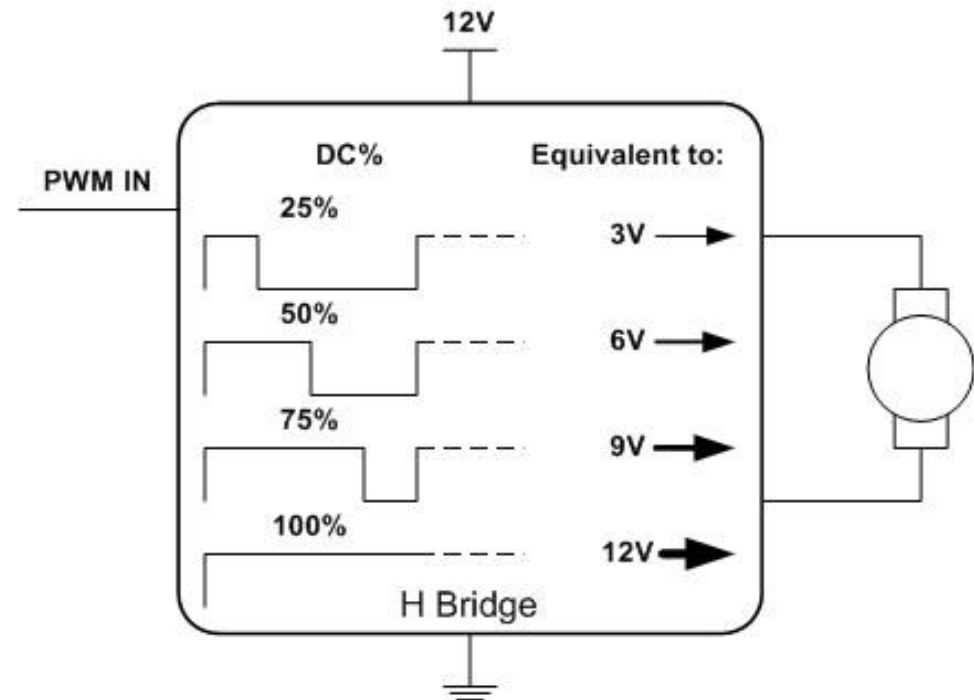 12V
DC%
Equivalent to:
PWM IN
25%
3V
50%
6V
75%
9V
100%
12V
H Bridge